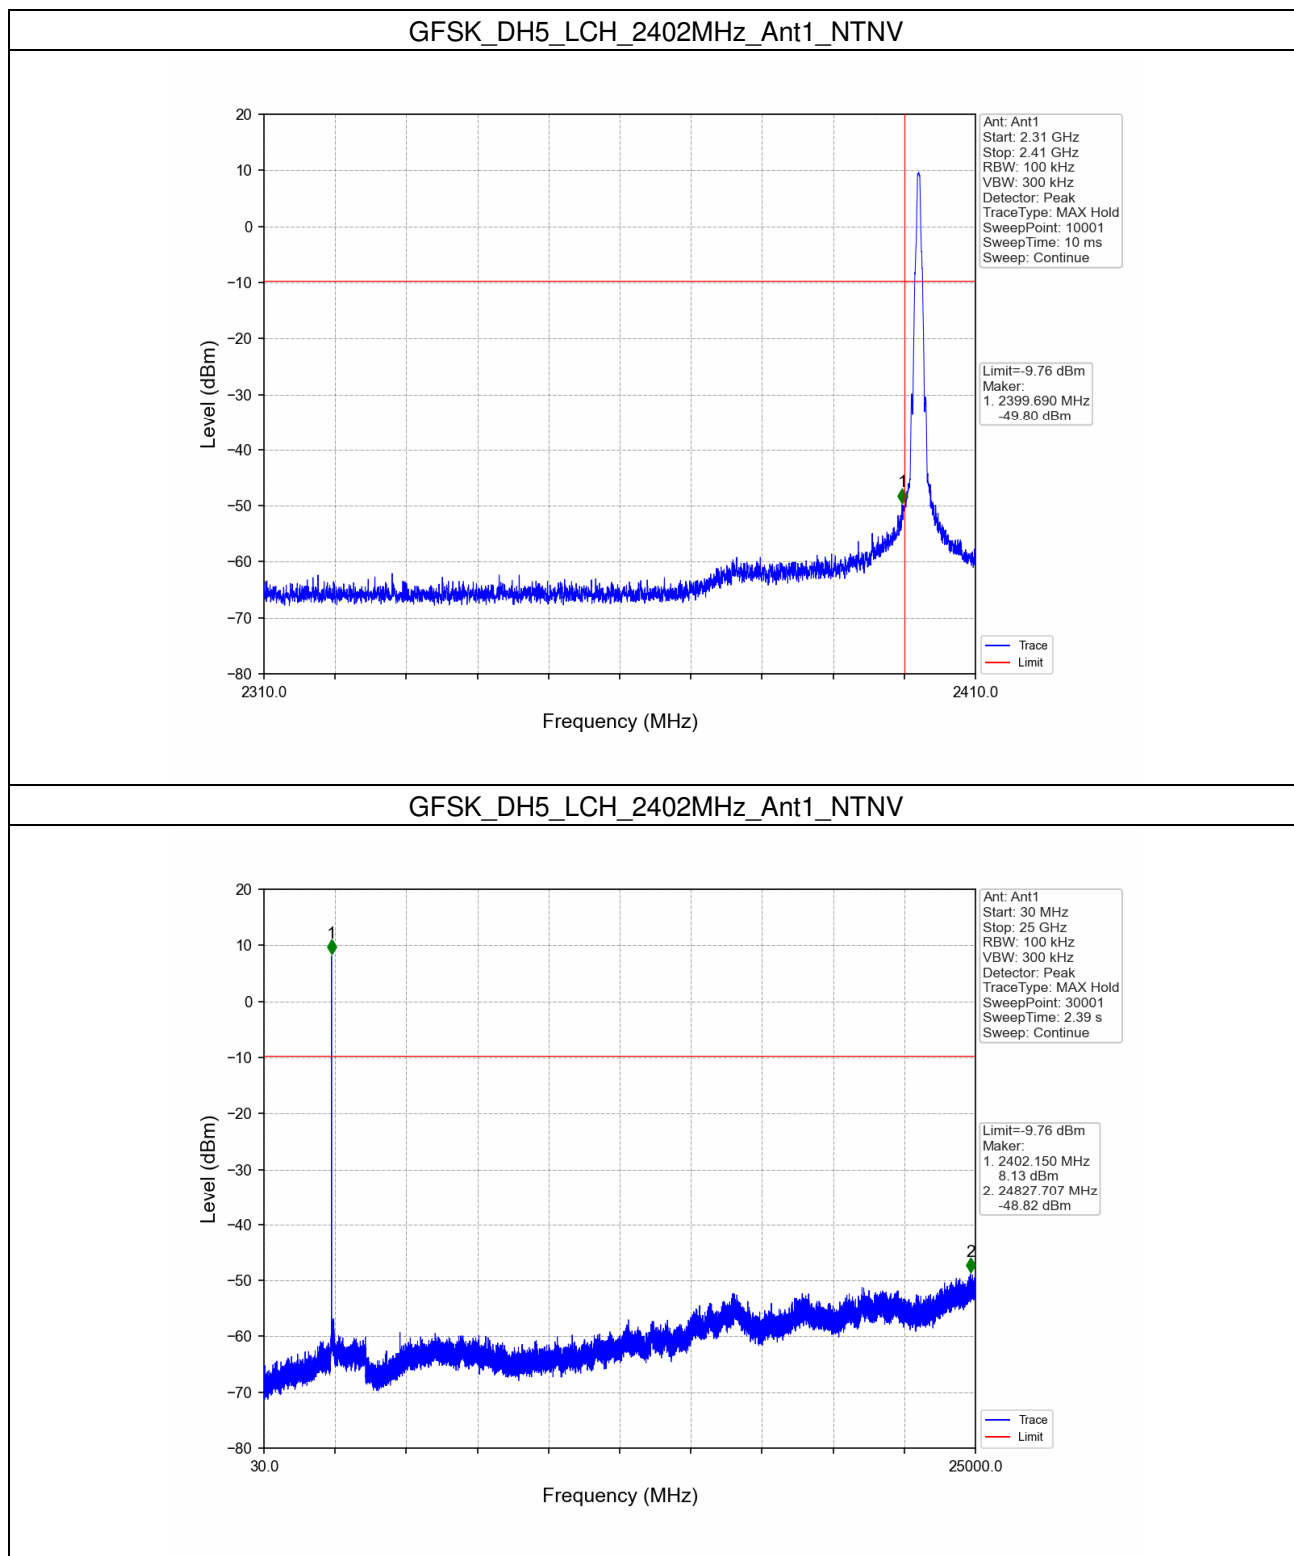 GFSK_DH5_LCH_2402MHz_Ant1_NTNV
20
10
0
−10
−20
−30
−40
−50
−60
−70
−80
Level (dBm)
2310.0
2410.0
Frequency (MHz)
1
Ant: Ant1
Start: 2.31 GHz
Stop: 2.41 GHz
RBW: 100 kHz
VBW: 300 kHz
Detector: Peak
TraceType: MAX Hold
SweepPoint: 10001
SweepTime: 10 ms
Sweep: Continue
Limit=-9.76 dBm
Maker:
1. 2399.690 MHz
-49.80 dBm
Trace
Limit
GFSK_DH5_LCH_2402MHz_Ant1_NTNV
20
10
0
−10
−20
−30
−40
−50
−60
−70
−80
Level (dBm)
30.0
25000.0
Frequency (MHz)
1
2
Ant: Ant1
Start: 30 MHz
Stop: 25 GHz
RBW: 100 kHz
VBW: 300 kHz
Detector: Peak
TraceType: MAX Hold
SweepPoint: 30001
SweepTime: 2.39 s
Sweep: Continue
Limit=-9.76 dBm
Maker:
1. 2402.150 MHz
8.13 dBm
2. 24827.707 MHz
-48.82 dBm
Trace
Limit